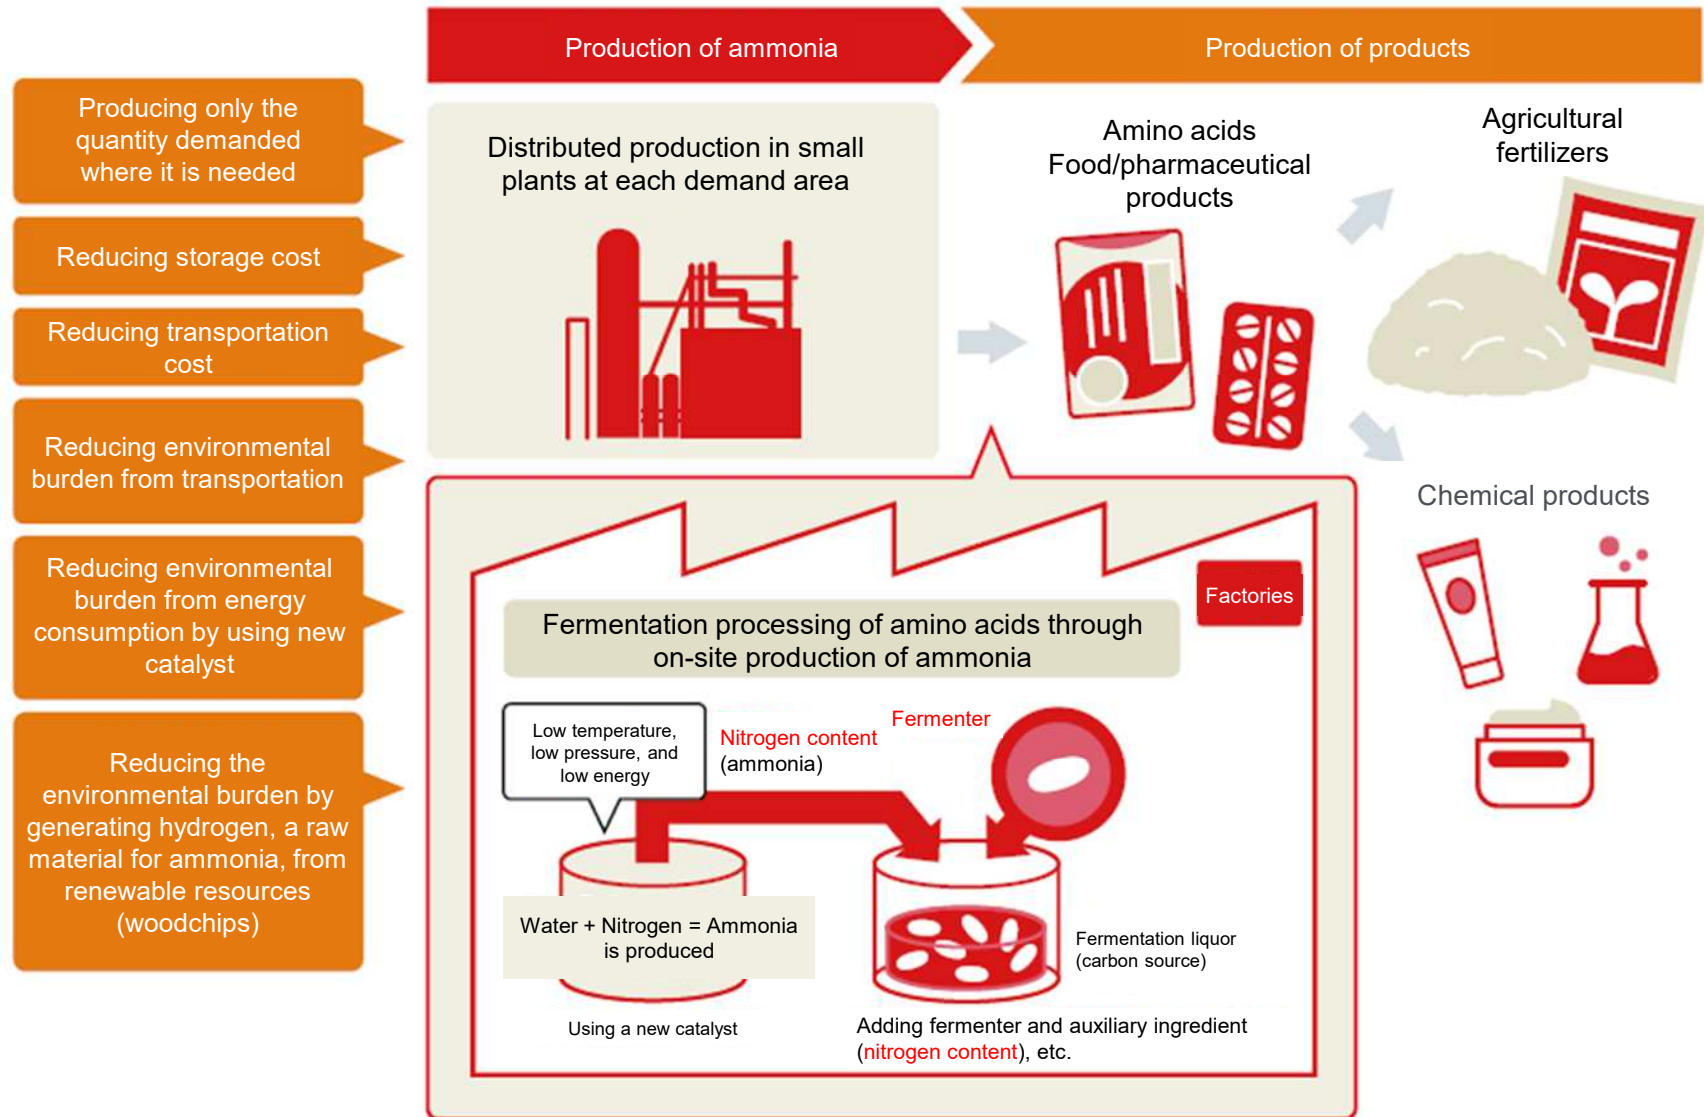 Production of ammonia
Production of products
Producing only the
quantity demanded
where it is needed
Reducing storage cost
Reducing transportation
cost
Reducing environmental
burden from transportation
Reducing environmental
burden from energy
consumption by using new
catalyst
Reducing the
environmental burden by
generating hydrogen, a raw
material for ammonia, from
renewable resources
(woodchips)
Distributed production in small
plants at each demand area
Amino acids
Food/pharmaceutical
products
Agricultural
fertilizers
Chemical products
Factories
Fermentation processing of amino acids through
on-site production of ammonia
Low temperature,
low pressure, and
low energy
Nitrogen content
(ammonia)
Fermenter
Water + Nitrogen = Ammonia
is produced
Using a new catalyst
Fermentation liquor
(carbon source)
Adding fermenter and auxiliary ingredient
(nitrogen content), etc.